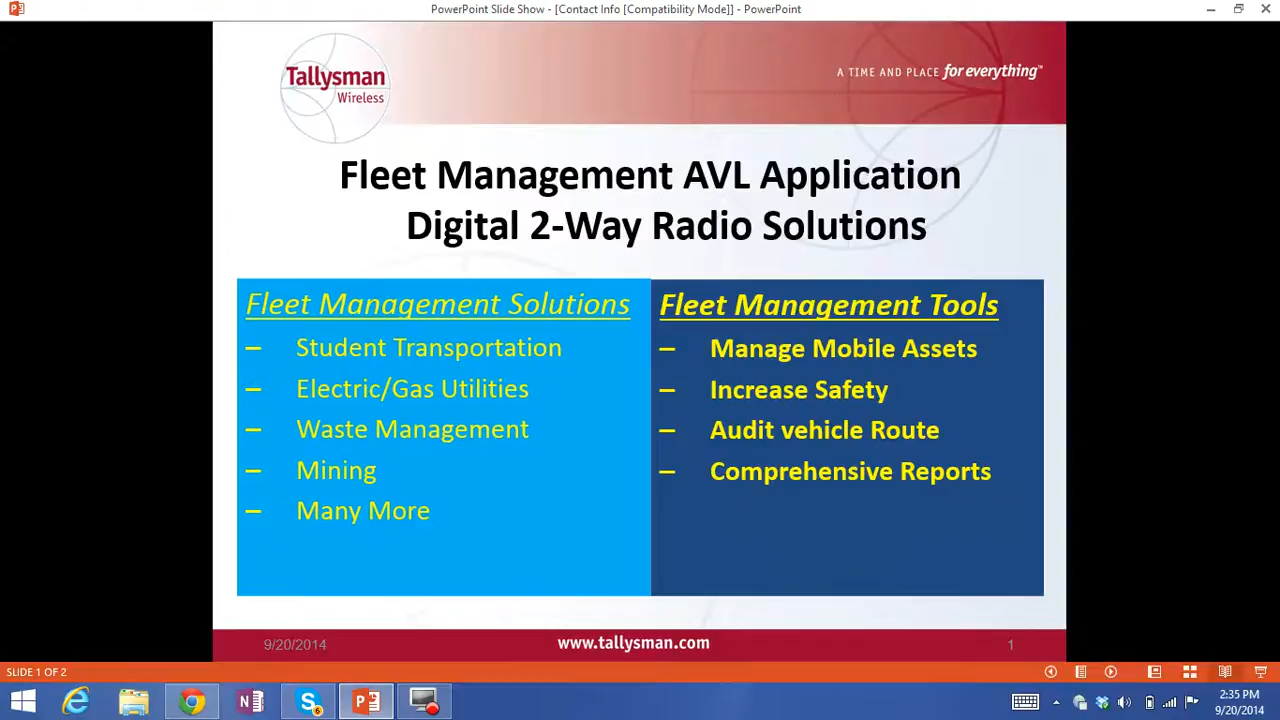 PowerPoint Slide Show - [Contact Info [Compatibility Mode]] - PowerPoint
Tallysman
Wireless
A TIME AND PLACE for everything™
Fleet Management AVL Application
Digital 2-Way Radio Solutions
Fleet Management Solutions
– Student Transportation
– Electric/Gas Utilities
– Waste Management
– Mining
– Many More
Fleet Management Tools
– Manage Mobile Assets
– Increase Safety
– Audit vehicle Route
– Comprehensive Reports
9/20/2014
www.tallysman.com
1
SLIDE 1 OF 2
6
2:35 PM
9/20/2014